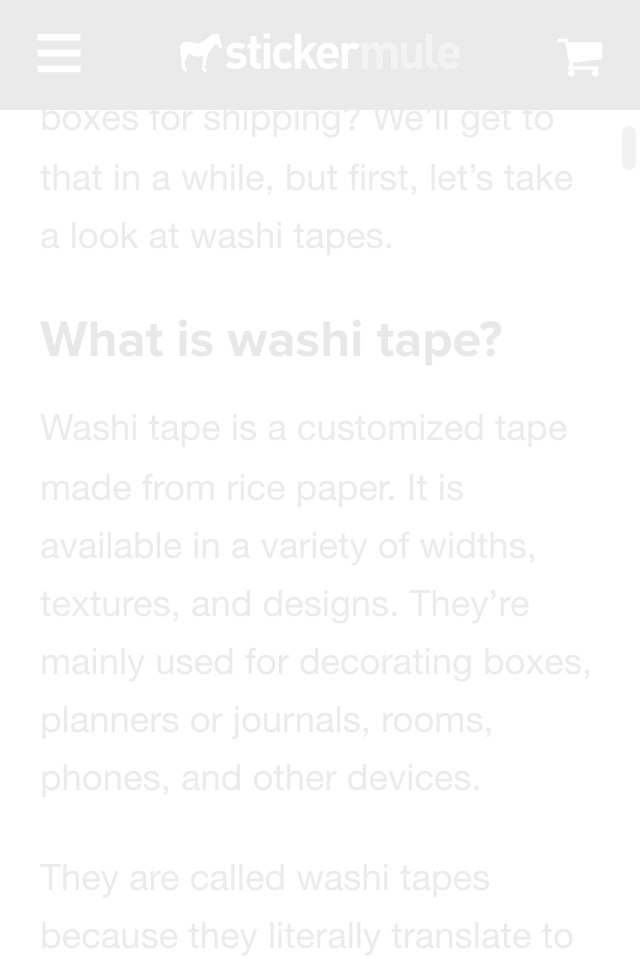 stickermule
boxes for shipping? We’ll get to
that in a while, but first, let’s take
a look at washi tapes.
What is washi tape?
Washi tape is a customized tape
made from rice paper. It is
available in a variety of widths,
textures, and designs. They’re
mainly used for decorating boxes,
planners or journals, rooms,
phones, and other devices.
They are called washi tapes
because they literally translate to